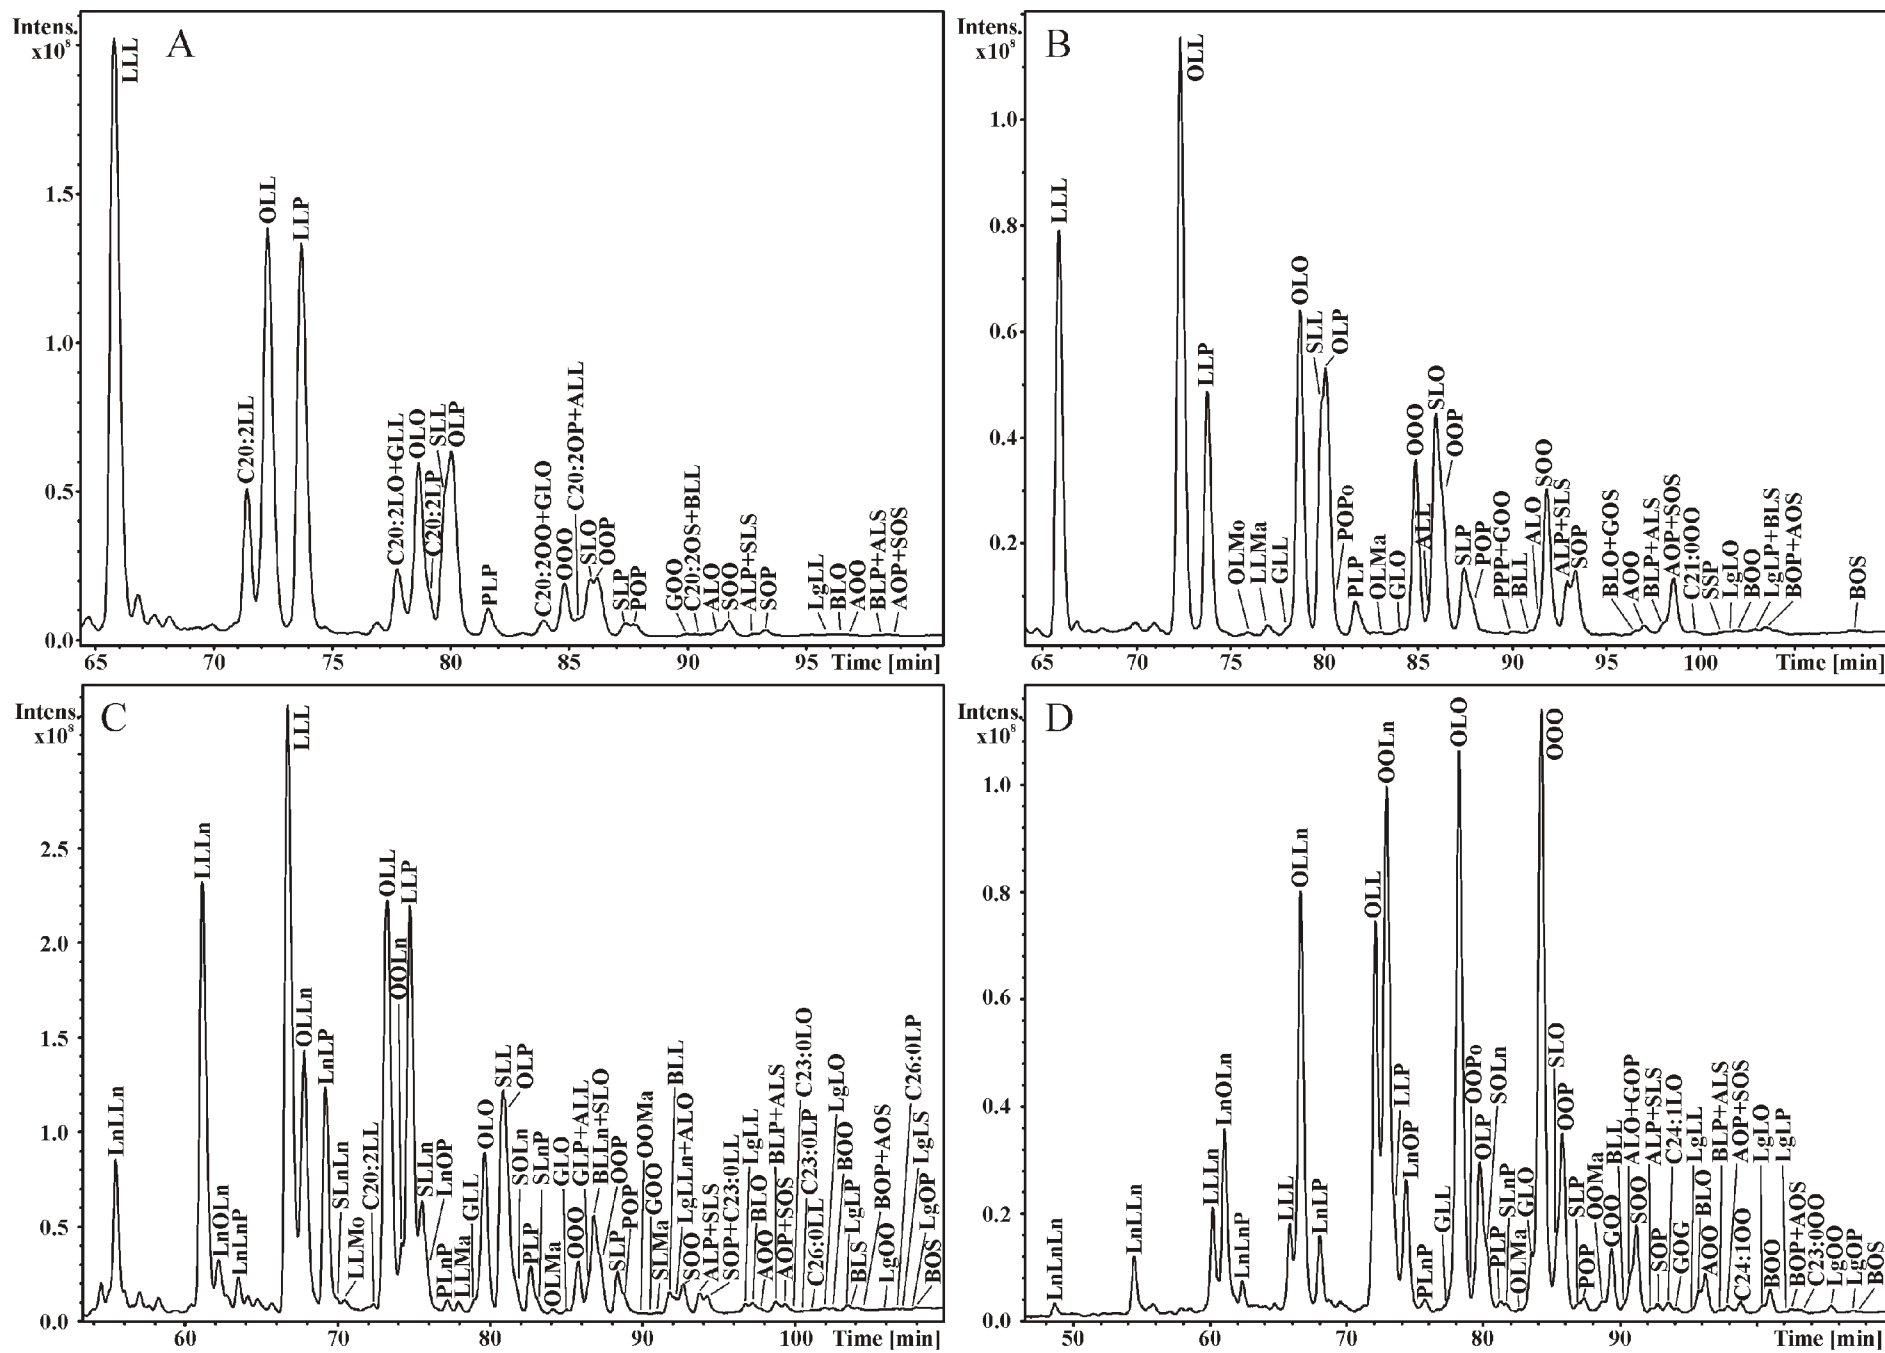 Intens.
x10⁸
A
LLL
C20:2LL
OLL
LLP
C20:2LO+GLL
OLO
C20:2LP
SLL
OLP
PLP
C20:2OO+GLO
OOO
C20:2OP+ALL
SLO
OOP
SLP
POP
GOO
C20:2OS+BLL
ALO
SOO
ALP+SLS
SOP
LgLL
BLO
AOO
BLP+ALS
AOP+SOS
1.5
1.0
0.5
0.0
65 70 75 80 85 90 95 Time [min]
Intens.
x10⁸
B
LLL
OLL
LLP
OLMo
LLMa
GLL
OLO
SLL
OLP
POPo
PLP
OLMa
GLO
OOO
ALL
SLO
OOP
SLP
POP
PPP+GOO
BLL
ALO
SOO
ALP+SLS
SOP
BLO+GOS
AOO
BLP+ALS
AOP+SOS
C21:0OO
SSP
LgLO
BOO
LgLP+BLS
BOP+AOS
BOS
1.0
0.8
0.6
0.4
0.2
65 70 75 80 85 90 95 100 Time [min]
Intens.
x10⁸
C
LnLLn
LLLn
LnOLn
LnLnP
LLL
OLLn
LnLP
SLnLn
LLMo
C20:2LL
OLL
OOLn
LLP
SLLn
LnOP
PLnP
LLMa
GLL
OLO
SLL
OLP
SOLn
PLP
SLnP
OLMa
GLO
OOO
GLP+ALL
BLLn+SLO
OOP
SLP
POP
OOMa
GOO
SLMa
BLL
SOO
LgLLn+ALO
ALP+SLS
SOP+C23:0LL
LgLL
BLO
AOO
BLP+ALS
AOP+SOS
C23:0LO
C23:0LP
C26:0LL
LgLO
BOO
LgLP
BLS
BOP+AOS
LgOO
C26:0LP
LgLS
LgOP
BOS
2.5
2.0
1.5
1.0
0.5
0.0
60 70 80 90 100 Time [min]
Intens.
x10⁸
D
LnLnLn
LnLLn
LLLn
LnOLn
LnLnP
LLL
OLLn
LnLP
OLL
OOLn
LLP
LnOP
PLnP
GLL
OLO
OOPo
OLP
SOLn
PLP
SLnP
OLMa
GLO
OOO
SLO
OOP
SLP
POP
OOMa
GOO
BLL
ALO+GOP
SOO
ALP+SLS
SOP
C24:1LO
GOG
LgLL
AOO
BLO
BLP+ALS
AOP+SOS
C24:1OO
LgLO
BOO
LgLP
BOP+AOS
C23:0OO
LgOO
LgOP
BOS
1.0
0.8
0.6
0.4
0.2
0.0
50 60 70 80 90 Time [min]